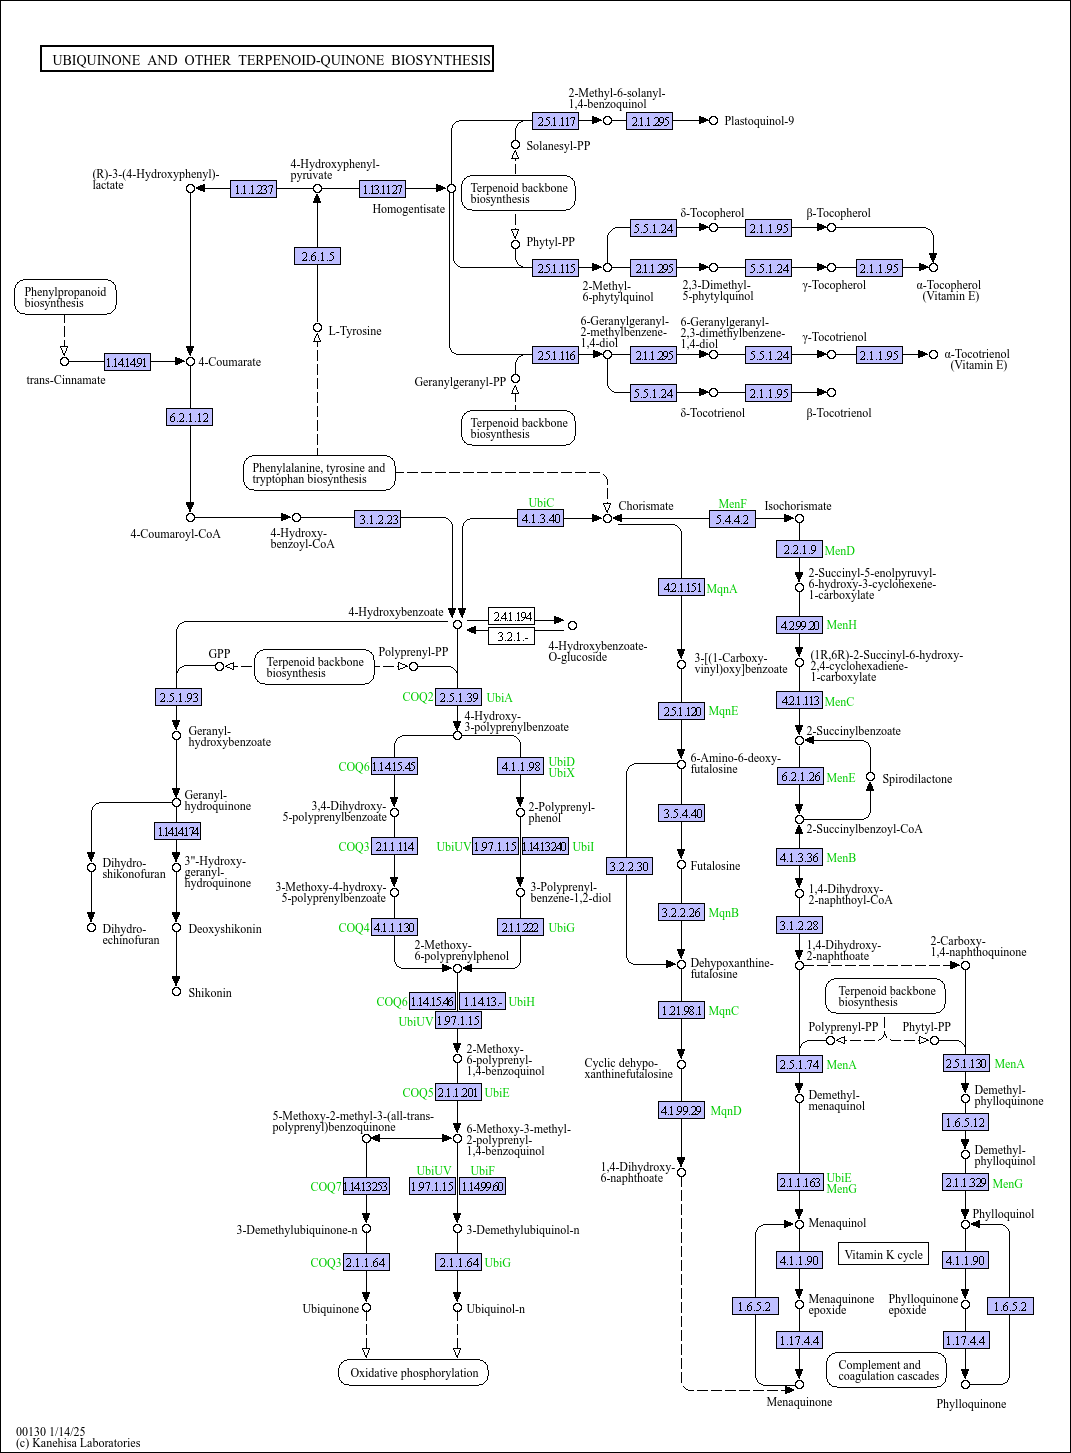 UBIQUINONE AND OTHER TERPENOID-QUINONE BIOSYNTHESIS
2-Methyl-6-solanyl-
1,4-benzoquinol
2.5.1.117
2.1.1.295
Plastoquinol-9
Solanesyl-PP
(R)-3-(4-Hydroxyphenyl)-
lactate
4-Hydroxyphenyl-
pyruvate
1.1.1.237
1.13.11.27
Homogentisate
Terpenoid backbone
biosynthesis
δ-Tocopherol
β-Tocopherol
5.5.1.24
2.1.1.95
Phytyl-PP
2.6.1.5
2.5.1.115
2.1.1.295
5.5.1.24
2.1.1.95
2-Methyl-
6-phytylquinol
2,3-Dimethyl-
5-phytylquinol
γ-Tocopherol
α-Tocopherol
(Vitamin E)
Phenylpropanoid
biosynthesis
L-Tyrosine
6-Geranylgeranyl-
2-methylbenzene-
1,4-diol
6-Geranylgeranyl-
2,3-dimethylbenzene-
1,4-diol
γ-Tocotrienol
2.5.1.116
2.1.1.295
5.5.1.24
2.1.1.95
α-Tocotrienol
(Vitamin E)
1.14.14.91
4-Coumarate
trans-Cinnamate
Geranylgeranyl-PP
5.5.1.24
2.1.1.95
δ-Tocotrienol
β-Tocotrienol
6.2.1.12
Terpenoid backbone
biosynthesis
Phenylalanine, tyrosine and
tryptophan biosynthesis
UbiC
Chorismate
MenF
Isochorismate
3.1.2.23
4.1.3.40
5.4.4.2
4-Coumaroyl-CoA
4-Hydroxy-
benzoyl-CoA
2.2.1.9
MenD
4.2.1.151
MqnA
2-Succinyl-5-enolpyruvyl-
6-hydroxy-3-cyclohexene-
1-carboxylate
4-Hydroxybenzoate
2.4.1.194
3.2.1.-
4-Hydroxybenzoate-
O-glucoside
4.2.99.20
MenH
GPP
Terpenoid backbone
biosynthesis
Polyprenyl-PP
3-[(1-Carboxy-
vinyl)oxy]benzoate
(1R,6R)-2-Succinyl-6-hydroxy-
2,4-cyclohexadiene-
1-carboxylate
2.5.1.93
COQ2
2.5.1.39
UbiA
2.5.1.120
MqnE
4.2.1.113
MenC
Geranyl-
hydroxybenzoate
4-Hydroxy-
3-polyprenylbenzoate
2-Succinylbenzoate
COQ6
1.14.15.45
4.1.1.98
UbiD
UbiX
6-Amino-6-deoxy-
futalosine
6.2.1.26
MenE
Spirodilactone
Geranyl-
hydroquinone
3,4-Dihydroxy-
5-polyprenylbenzoate
2-Polyprenyl-
phenol
3.5.4.40
2-Succinylbenzoyl-CoA
1.14.14.174
COQ3
2.1.1.114
UbiUV
1.97.1.15
1.14.13.240
UbiI
3.2.2.30
Futalosine
4.1.3.36
MenB
Dihydro-
shikonofuran
3"-Hydroxy-
geranyl-
hydroquinone
3-Methoxy-4-hydroxy-
5-polyprenylbenzoate
3-Polyprenyl-
benzene-1,2-diol
1,4-Dihydroxy-
2-naphthoyl-CoA
Dihydro-
echinofuran
Deoxyshikonin
COQ4
4.1.1.130
2.1.1.222
UbiG
3.2.2.26
MqnB
3.1.2.28
2-Methoxy-
6-polyprenylphenol
Dehypoxanthine-
futalosine
1,4-Dihydroxy-
2-naphthoate
2-Carboxy-
1,4-naphthoquinone
Shikonin
COQ6
1.14.15.46
1.14.13.-
UbiH
UbiUV
1.97.1.15
1.21.98.1
MqnC
Terpenoid backbone
biosynthesis
Polyprenyl-PP
Phytyl-PP
2-Methoxy-
6-polyprenyl-
1,4-benzoquinol
Cyclic dehypo-
xanthinefutalosine
2.5.1.74
MenA
2.5.1.130
MenA
COQ5
2.1.1.201
UbiE
4.1.99.29
MqnD
Demethyl-
menaquinol
Demethyl-
phylloquinone
1.6.5.12
5-Methoxy-2-methyl-3-(all-trans-
polyprenyl)benzoquinone
6-Methoxy-3-methyl-
2-polyprenyl-
1,4-benzoquinol
Demethyl-
phylloquinol
UbiUV
UbiF
1,4-Dihydroxy-
6-naphthoate
COQ7
1.14.13.253
1.97.1.15
1.14.99.60
2.1.1.163
UbiE
MenG
2.1.1.329
MenG
3-Demethylubiquinone-n
3-Demethylubiquinol-n
Menaquinol
Phylloquinol
COQ3
2.1.1.64
2.1.1.64
UbiG
4.1.1.90
Vitamin K cycle
4.1.1.90
Ubiquinone
Ubiquinol-n
1.6.5.2
Menaquinone
epoxide
Phylloquinone
epoxide
1.6.5.2
1.17.4.4
1.17.4.4
Oxidative phosphorylation
Complement and
coagulation cascades
Menaquinone
Phylloquinone
00130 1/14/25
(c) Kanehisa Laboratories